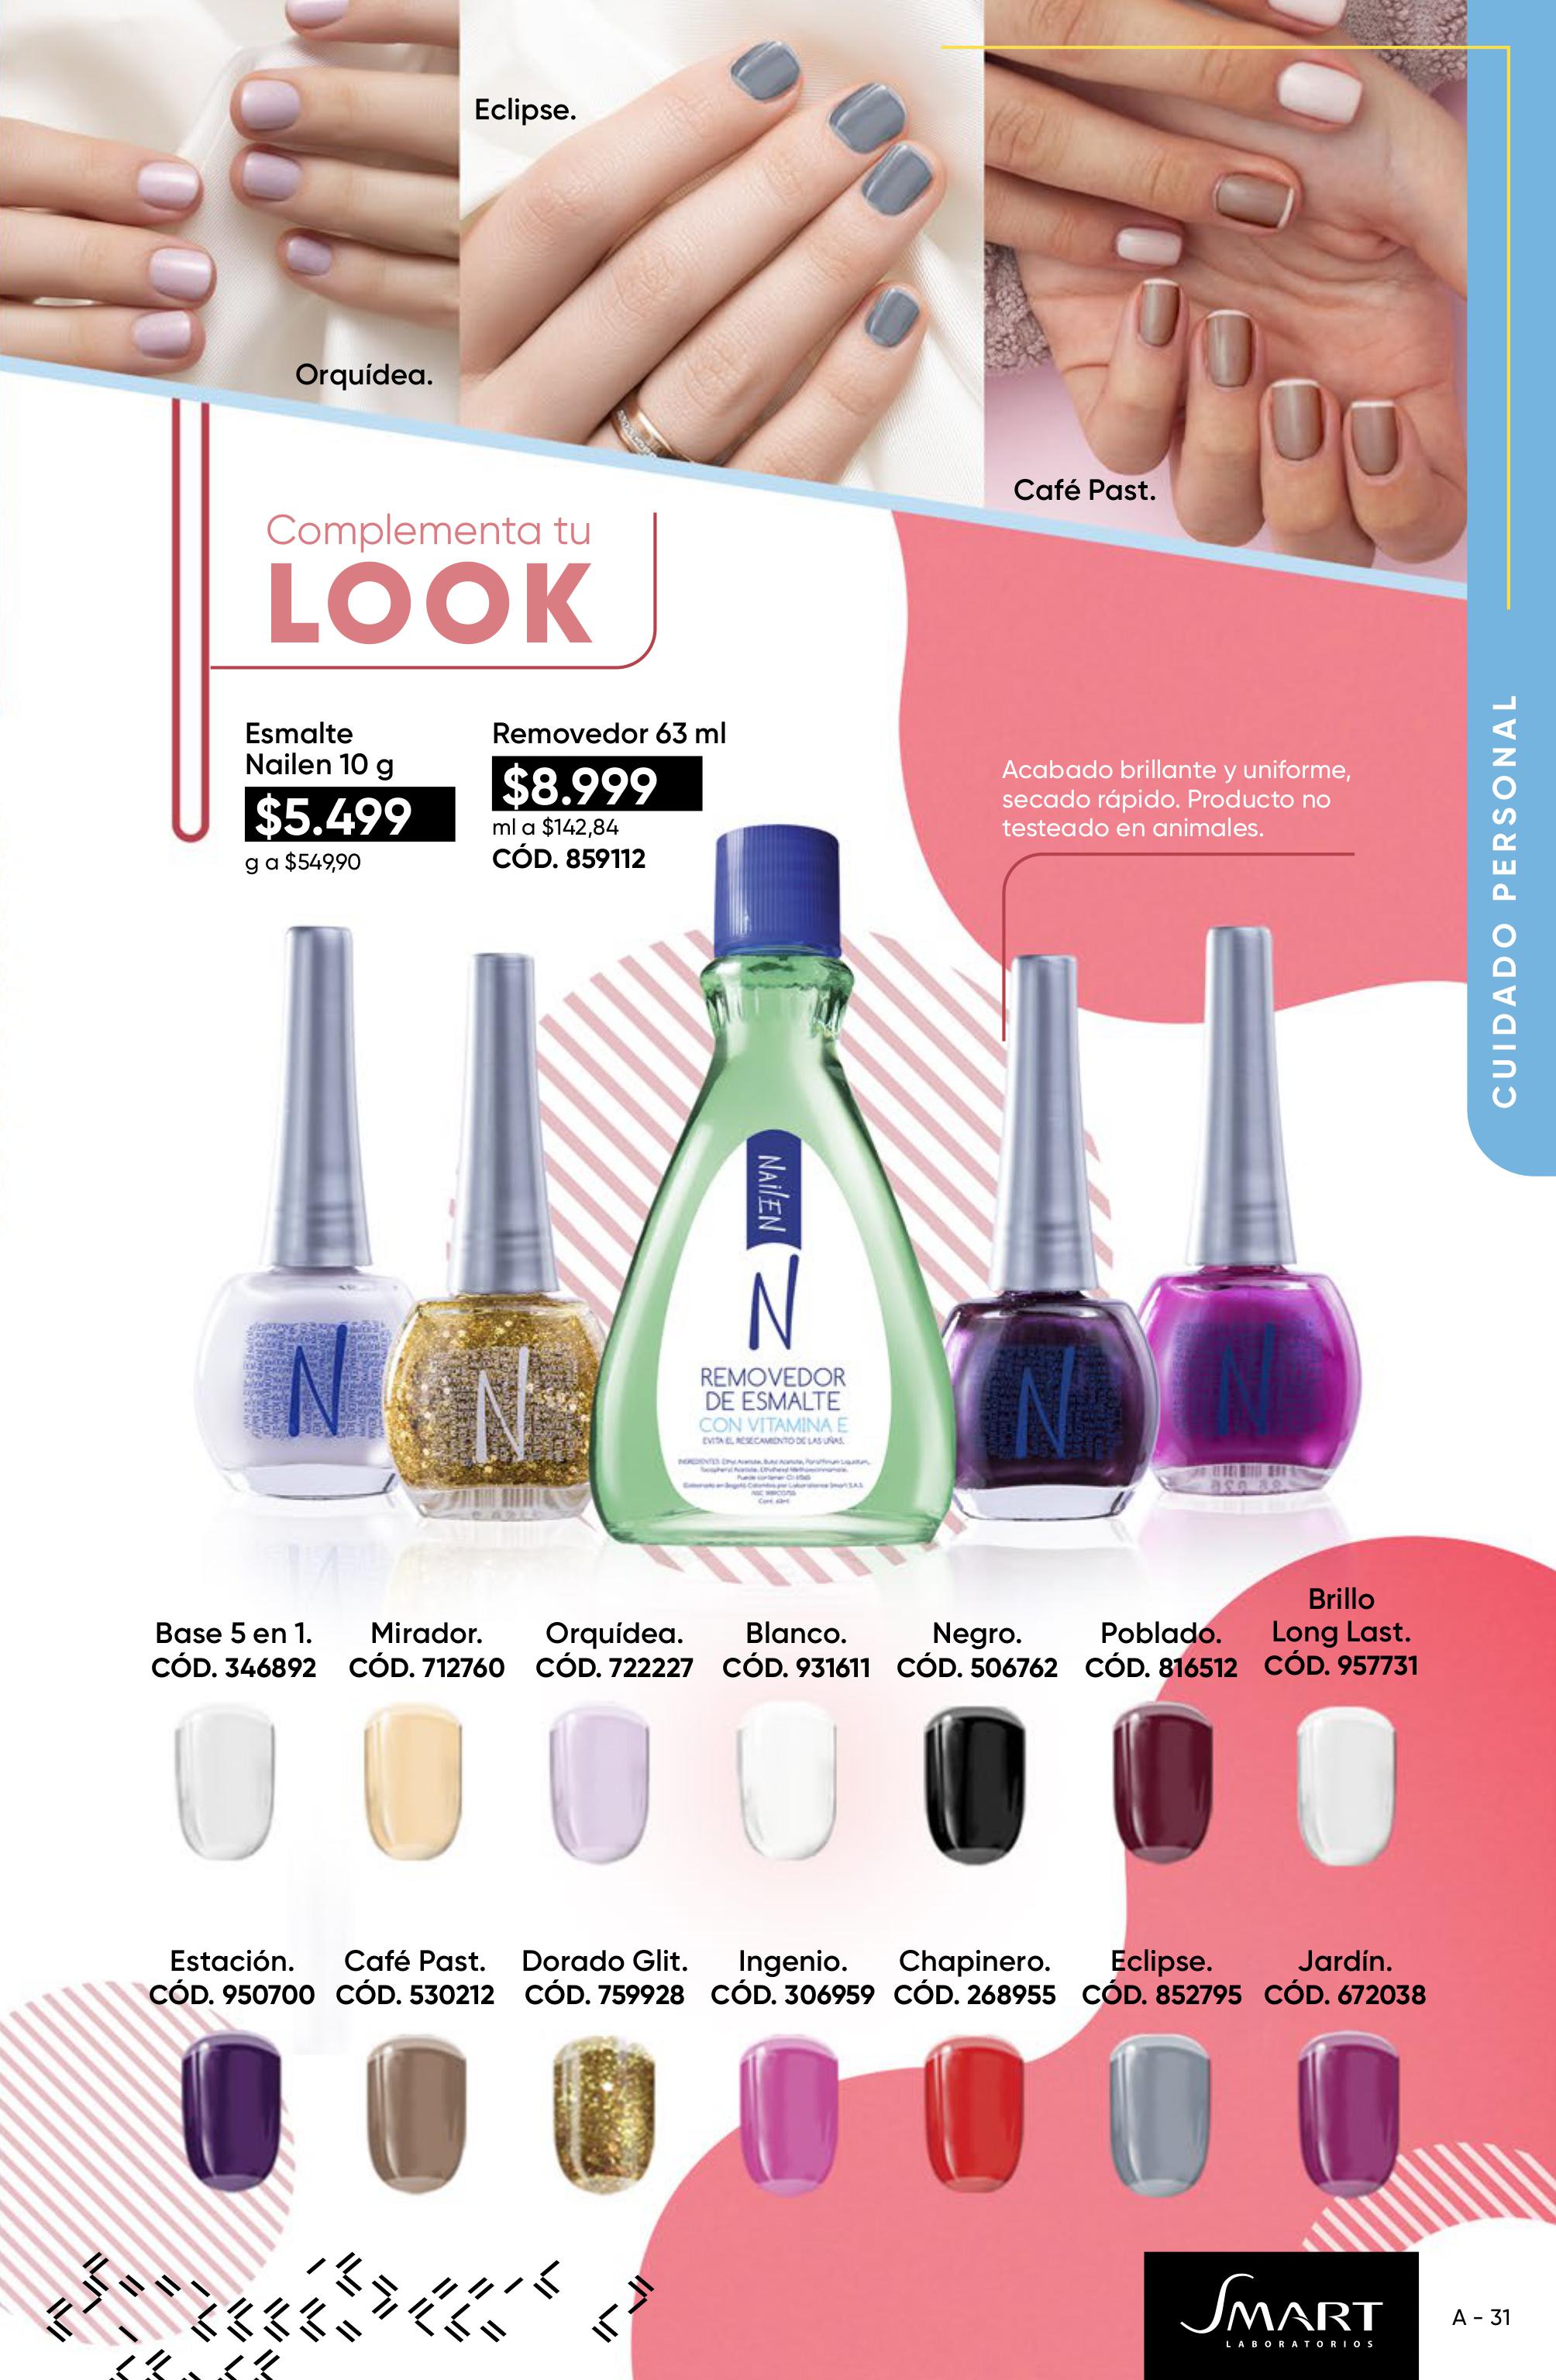 Eclipse.
Orquídea.
Café Past.
Complementa tu
LOOK
Esmalte
Nailen 10 g
$5.499
g a $549,90
Removedor 63 ml
$8.999
ml a $142,84
CÓD. 859112
Acabado brillante y uniforme,
secado rápido. Producto no
testeado en animales.
CUIDADO PERSONAL
NAILEN
N
REMOVEDOR
DE ESMALTE
CON VITAMINA E
EVITA EL RESECAMIENTO DE LAS UÑAS.
N
N
N
N
Base 5 en 1.
CÓD. 346892
Mirador.
CÓD. 712760
Orquídea.
CÓD. 722227
Blanco.
CÓD. 931611
Negro.
CÓD. 506762
Poblado.
CÓD. 816512
Brillo
Long Last.
CÓD. 957731
Estación.
CÓD. 950700
Café Past.
CÓD. 530212
Dorado Glit.
CÓD. 759928
Ingenio.
CÓD. 306959
Chapinero.
CÓD. 268955
Eclipse.
CÓD. 852795
Jardín.
CÓD. 672038
SMART
LABORATORIOS
A - 31